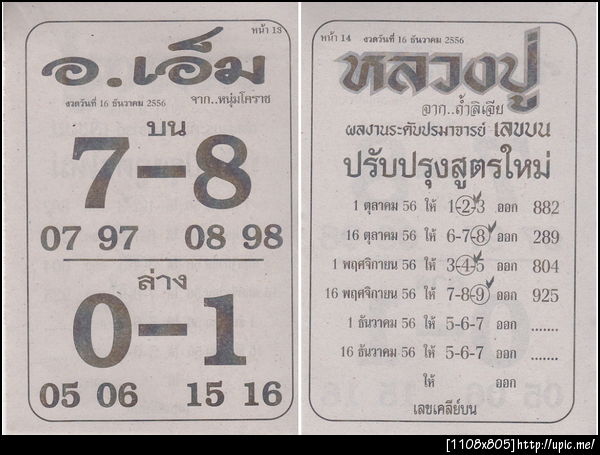 หน้า 13
อ.เอ็ม
งวดวันที่ 16 ธันวาคม 2556 จาก..หนุ่มโคราช
บน
7-8
07 97 08 98
ล่าง
0-1
05 06 15 16
หน้า 14 งวดวันที่ 16 ธันวาคม 2556
หลวงปู่
จาก..ถ้ำลิเจีย
ผลงานระดับปรมาจารย์ เลขบน
ปรับปรุงสูตรใหม่
1 ตุลาคม 56 ให้ 1-2-3 ออก 882
16 ตุลาคม 56 ให้ 6-7-8 ออก 289
1 พฤศจิกายน 56 ให้ 3-4-5 ออก 804
16 พฤศจิกายน 56 ให้ 7-8-9 ออก 925
1 ธันวาคม 56 ให้ 5-6-7 ออก .......
16 ธันวาคม 56 ให้ 5-6-7 ออก .......
ให้ ออก
เลขเคลีย์บน
[1108x805]http://upic.me/